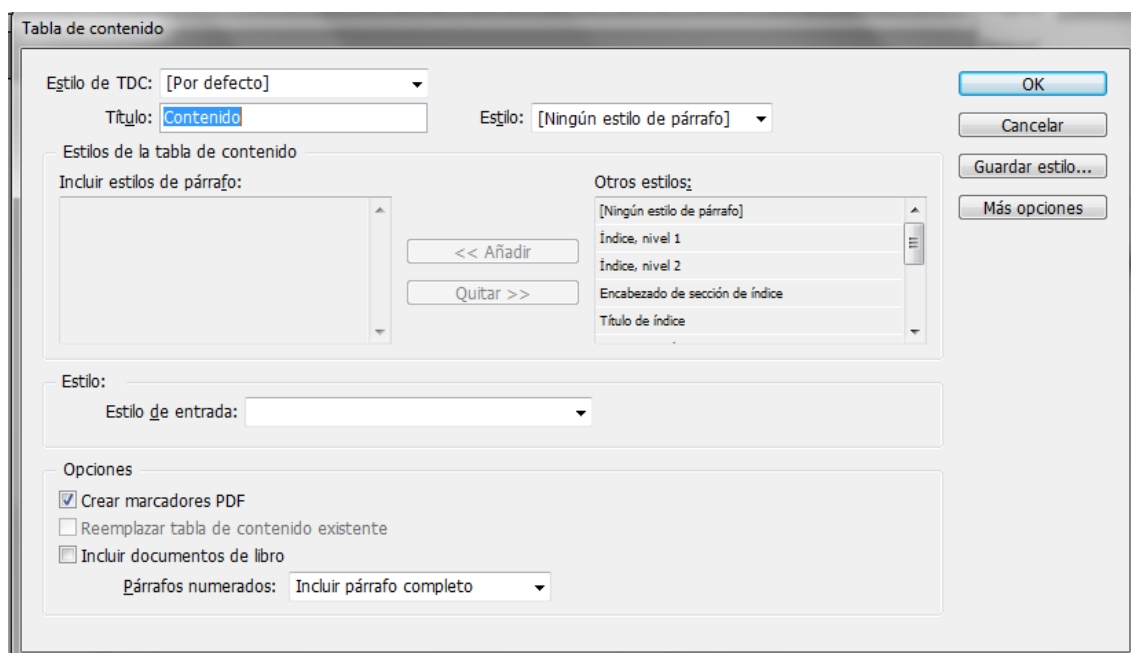 Tabla de contenido
Estilo de TDC: [Por defecto]
OK
Título: Contenido Estilo: [Ningún estilo de párrafo]
Cancelar
Estilos de la tabla de contenido
Guardar estilo...
Incluir estilos de párrafo: Otros estilos:
Más opciones
[Ningún estilo de párrafo]
Índice, nivel 1
<< Añadir
Índice, nivel 2
Quitar >>
Encabezado de sección de índice
Título de índice
Estilo:
Estilo de entrada:
Opciones
Crear marcadores PDF
Reemplazar tabla de contenido existente
Incluir documentos de libro
Párrafos numerados: Incluir párrafo completo